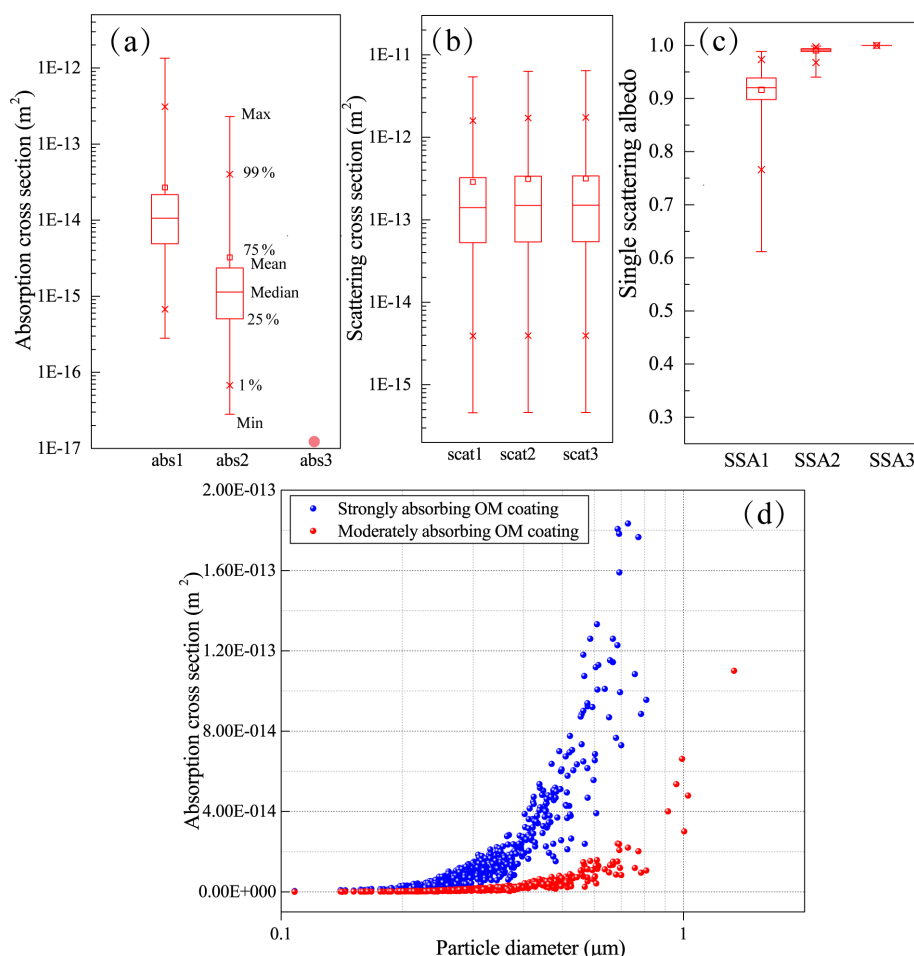 (a)
Absorption cross section (m²)
1E-12
1E-13
1E-14
1E-15
1E-16
1E-17
Max
99%
75%
Mean
Median
25%
1%
Min
abs1
abs2
abs3
(b)
Scattering cross section (m²)
1E-11
1E-12
1E-13
1E-14
1E-15
scat1
scat2
scat3
(c)
Single scattering albedo
1.0
0.9
0.8
0.7
0.6
0.5
0.4
0.3
SSA1
SSA2
SSA3
(d)
Absorption cross section (m²)
2.00E-013
1.60E-013
1.20E-013
8.00E-014
4.00E-014
0.00E+000
Strongly absorbing OM coating
Moderately absorbing OM coating
0.1
1
Particle diameter (μm)